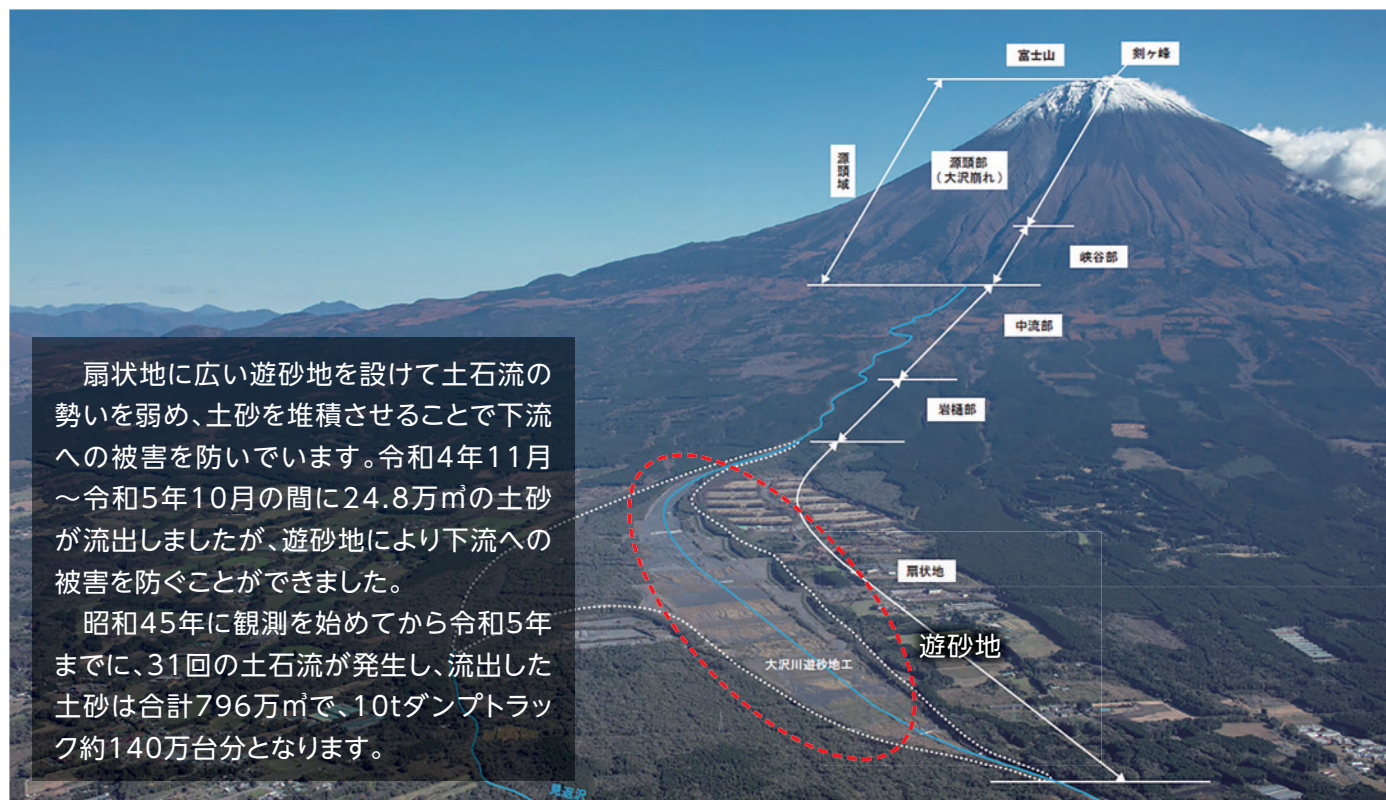 富士山
剣ヶ峰
源頭域
源頭部
(大沢崩れ)
峡谷部
中流部
岩樋部
扇状地
遊砂地
大沢川遊砂地工
見返沢
　扇状地に広い遊砂地を設けて土石流の
勢いを弱め、土砂を堆積させることで下流
への被害を防いでいます。令和4年11月
～令和5年10月の間に24.8万㎥の土砂
が流出しましたが、遊砂地により下流への
被害を防ぐことができました。
　昭和45年に観測を始めてから令和5年
までに、31回の土石流が発生し、流出した
土砂は合計796万㎥で、10tダンプトラッ
ク約140万台分となります。